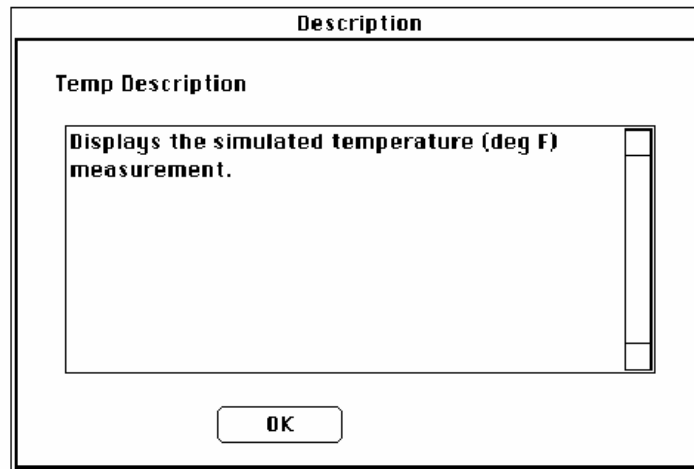 Description
Temp Description
Displays the simulated temperature (deg F)
measurement.
OK